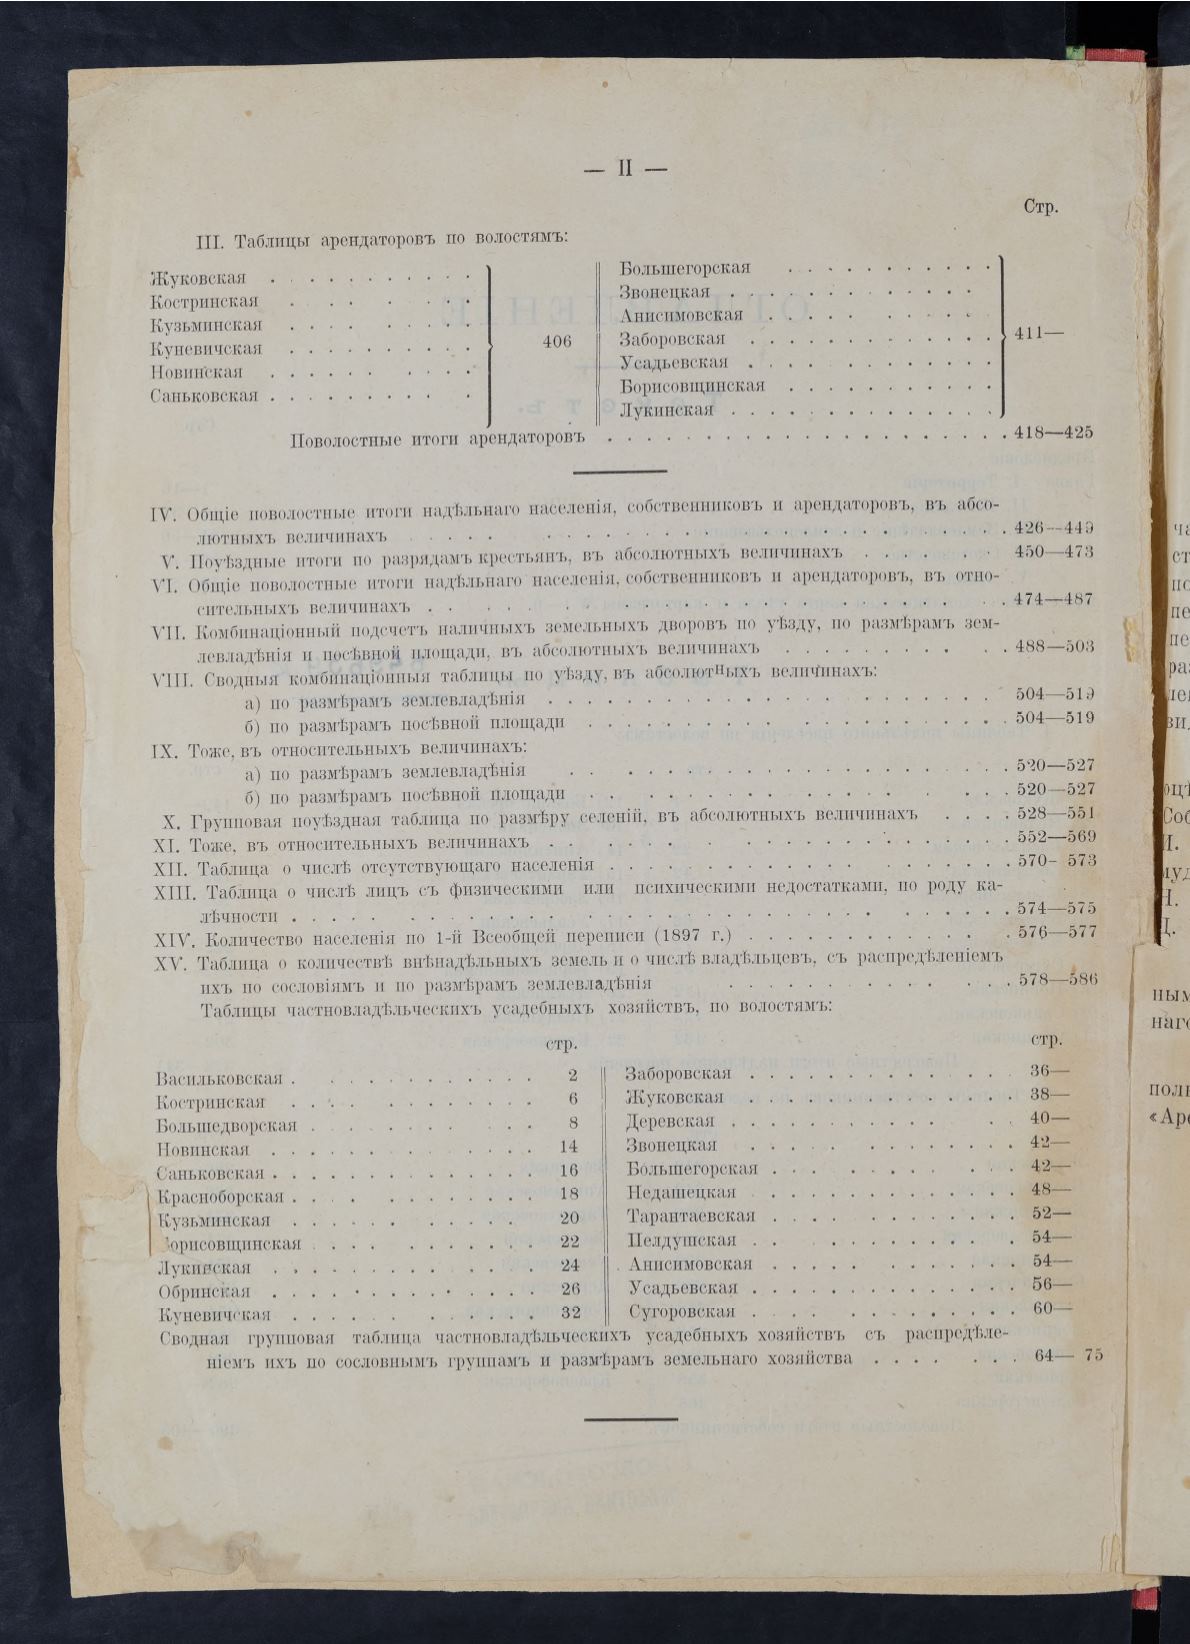 — II —
Стр.
III. Таблицы арендаторовъ по волостямъ:
Жуковская . . . . . . . . .
Костринская . . . . . .
Кузьминская . . . . . . . . .
Куневичская . . . . . . . . . .
Новинская . . . . . . . . .
Саньковская . . . . . . . . .
406
Большегорская . . . . . . . . . . .
Звонецкая . . . . . . . . . . .
Анисимовская . . . . . . . . . .
Заборовская . . . . . . . . . . . .
Усадьевская . . . . . . . . . . . .
Борисовщинская . . . . . . . . . .
Лукинская . . . . . . . . . . . . .
411—
Поволостные итоги арендаторовъ . . . . . . . . . . . . . . . . . . . . 418—425
IV. Общіе поволостные итоги надѣльнаго населенія, собственниковъ и арендаторовъ, въ абсо-
лютныхъ величинахъ . . . . . . . . . . . . . . . . . . . . . . . . 426--449
V. Поуѣздные итоги по разрядамъ крестьянъ, въ абсолютныхъ величинахъ . . . . . . . 450—473
VI. Общіе поволостные итоги надѣльнаго населенія, собственниковъ и арендаторовъ, въ отно-
сительныхъ величинахъ . . . . . . . . . . . . . . . . . . . . . . . 474—487
VII. Комбинаціонный подсчетъ наличныхъ земельныхъ дворовъ по уѣзду, по размѣрамъ зем-
левладѣнія и посѣвной площади, въ абсолютныхъ величинахъ . . . . . . . . . . 488—503
VIII. Сводныя комбинаціонныя таблицы по уѣзду, въ абсолютныхъ величинахъ:
а) по размѣрамъ землевладѣнія . . . . . . . . . . . . . . . . . . . . . 504—519
б) по размѣрамъ посѣвной площади . . . . . . . . . . . . . . . . . . . . 504—519
IX. Тоже, въ относительныхъ величинахъ:
а) по размѣрамъ землевладѣнія . . . . . . . . . . . . . . . . . . . . 520—527
б) по размѣрамъ посѣвной площади . . . . . . . . . . . . . . . . . . 520—527
X. Групповая поуѣздная таблица по размѣру селеній, въ абсолютныхъ величинахъ . . . . 528—551
XI. Тоже, въ относительныхъ величинахъ . . . . . . . . . . . . . . . . . . . . . 552—569
XII. Таблица о числѣ отсутствующаго населенія . . . . . . . . . . . . . . . . . . . . 570– 573
XIII. Таблица о числѣ лицъ съ физическими или психическими недостатками, по роду ка-
лѣчности . . . . . . . . . . . . . . . . . . . . . . . . . . . . . . . . . . 574—575
XIV. Количество населенія по 1-й Всеобщей переписи (1897 г.) . . . . . . . . . . . . 576—577
XV. Таблица о количествѣ внѣнадѣльныхъ земель и о числѣ владѣльцевъ, съ распредѣленіемъ
ихъ по сословіямъ и по размѣрамъ землевладѣнія . . . . . . . . . . . . 578—586
Таблицы частновладѣльческихъ усадебныхъ хозяйствъ, по волостямъ:
стр.
Васильковская . . . . . . . . . . . 2
Костринская . . . . . . . . . . 6
Большедворская . . . . . . . . . . 8
Новинская . . . . . . . . . . . . 14
Саньковская . . . . . . . . . . . . 16
Красноборская . . . . . . . . . . . 18
Кузьминская . . . . . . . . . . 20
орисовщинская . . . . . . . . . . 22
Лукинская . . . . . . . . . . . 24
Обринская . . . . . . . . . . . . 26
Куневичская . . . . . . . . . . . 32
стр.
Заборовская . . . . . . . . . . . . . 36—
Жуковская . . . . . . . . . . . . . 38—
Деревская . . . . . . . . . . . . 40—
Звонецкая . . . . . . . . . . . . 42—
Большегорская . . . . . . . . . . . 42—
Недашецкая . . . . . . . . . . . . . 48—
Тарантаевская . . . . . . . . . . . . 52—
Пелдушская . . . . . . . . . . . . 54—
Анисимовская . . . . . . . . . . . . 54—
Усадьевская . . . . . . . . . . . . . 56—
Сугоровская . . . . . . . . . . . . 60—
Сводная групповая таблица частновладѣльческихъ усадебныхъ хозяйствъ съ распредѣле-
ніемъ ихъ по сословнымъ группамъ и размѣрамъ земельнаго хозяйства . . . . . . . 64— 75